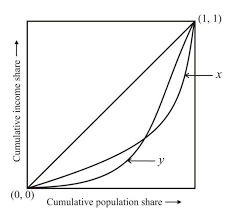 (1, 1)
Cumulative income share
x
y
(0, 0)
Cumulative population share